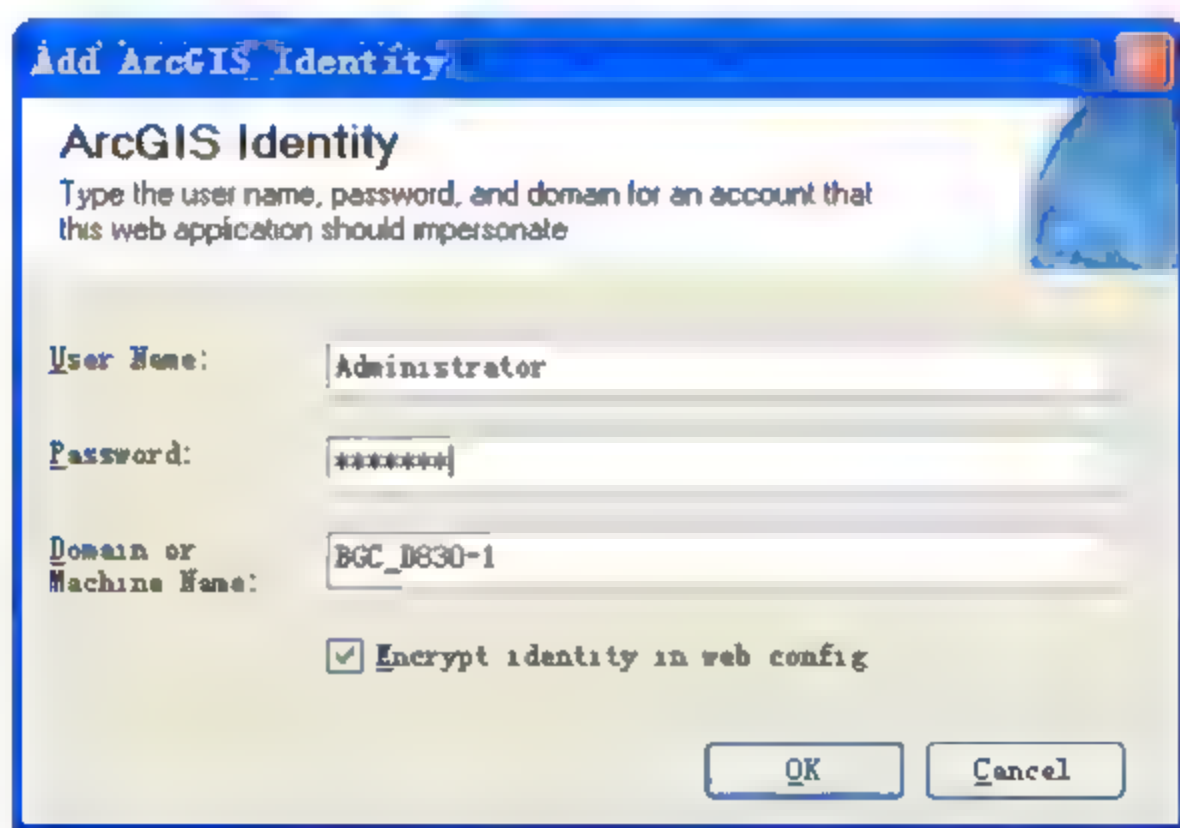 Add ArcGIS Identity
ArcGIS Identity
Type the user name, password, and domain for an account that
this web application should impersonate
User Name:
Administrator
Password:
*******
Domain or
Machine Name:
BGC_D830-1
Encrypt identity in web config
OK
Cancel